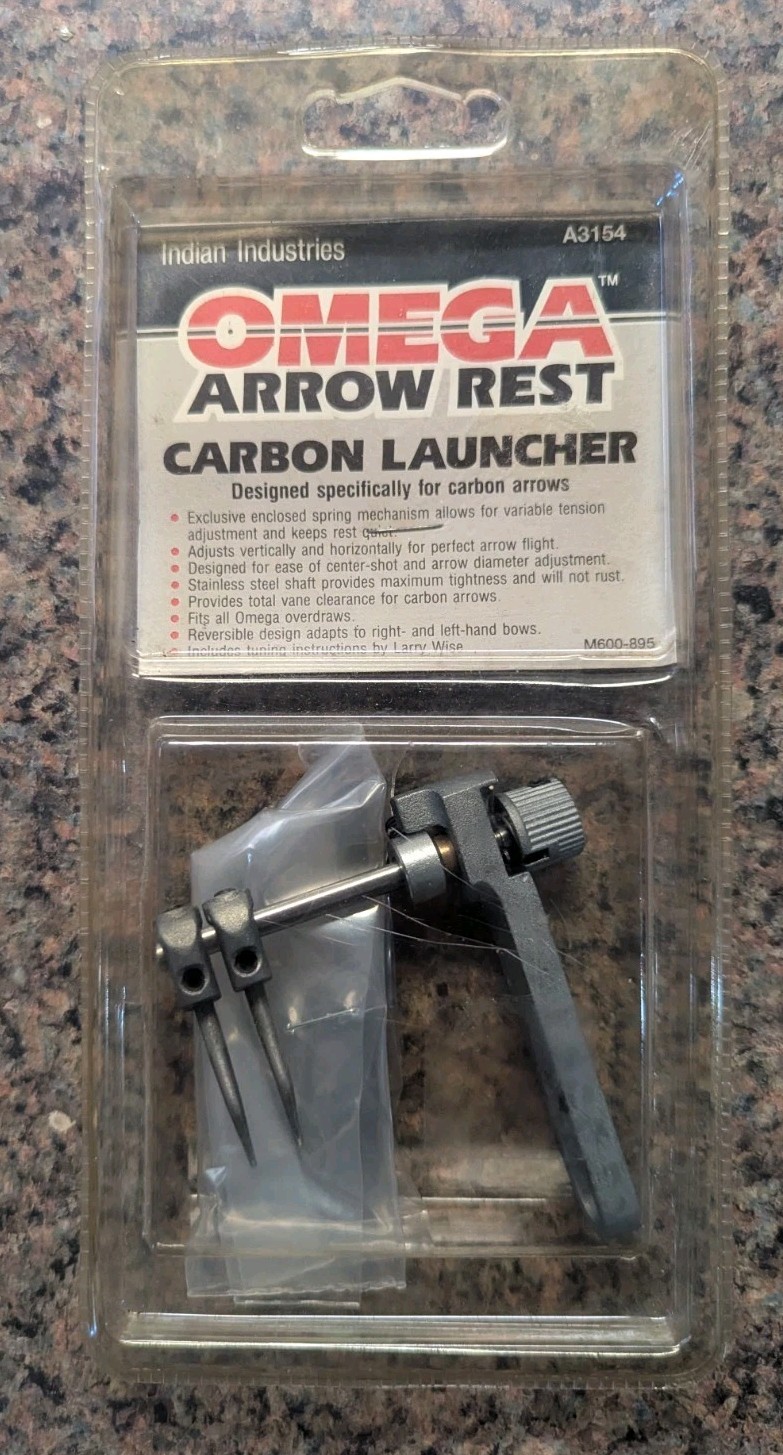 Indian Industries
A3154
OMEGA™
ARROW REST
CARBON LAUNCHER
Designed specifically for carbon arrows
• Exclusive enclosed spring mechanism allows for variable tension
adjustment and keeps rest quiet.
• Adjusts vertically and horizontally for perfect arrow flight.
• Designed for ease of center-shot and arrow diameter adjustment.
• Stainless steel shaft provides maximum tightness and will not rust.
• Provides total vane clearance for carbon arrows.
• Fits all Omega overdraws.
• Reversible design adapts to right- and left-hand bows.
• Includes tuning instructions by Larry Wise
M600-895